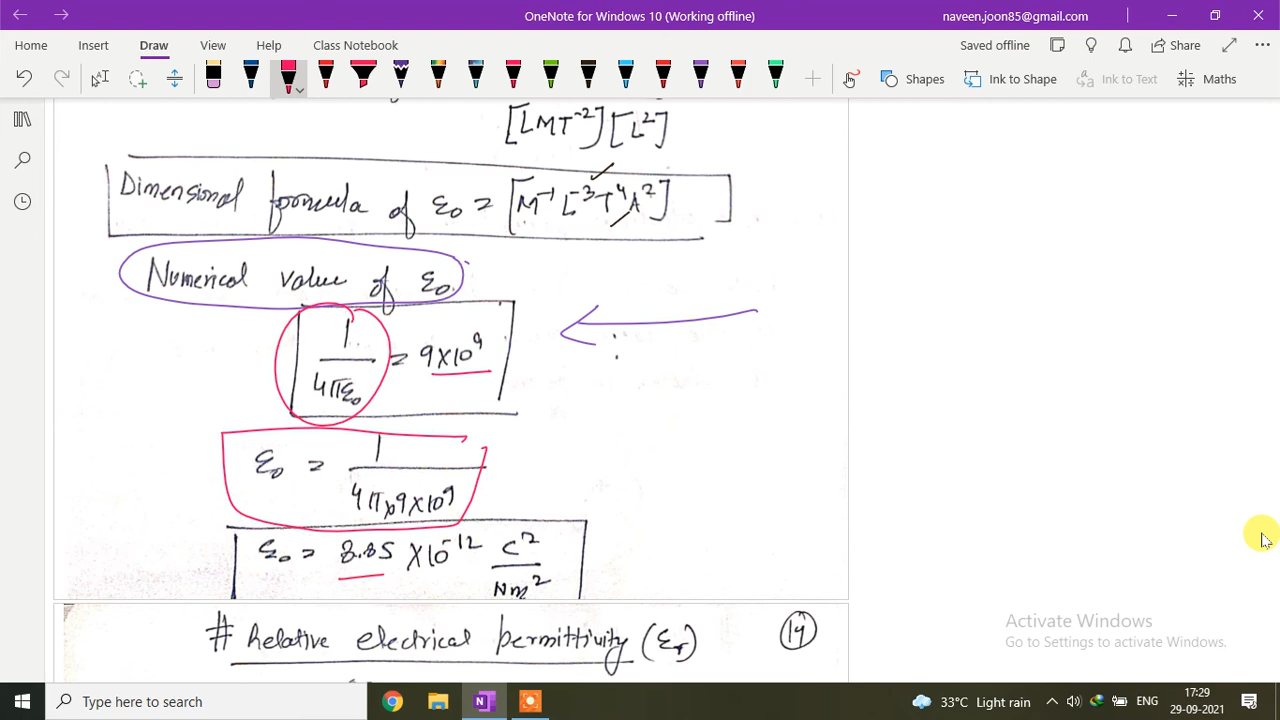 OneNote for Windows 10 (Working offline)
naveen.joon85@gmail.com
Home Insert Draw View Help Class Notebook
Saved offline Share
Shapes Ink to Shape Ink to Text Maths
[LMT⁻²][L²]
Dimensional formula of ε₀ = [M⁻¹ L⁻³ T⁴ A²]
Numerical value of ε₀
1/4πε₀ = 9×10⁹
ε₀ = 1/4π×9×10⁹
ε₀ = 8.85 ×10⁻¹² C²/Nm²
# Relative electrical permittivity (εr)
14
Activate Windows
Go to Settings to activate Windows.
Type here to search
33°C Light rain
ENG
17:29
29-09-2021